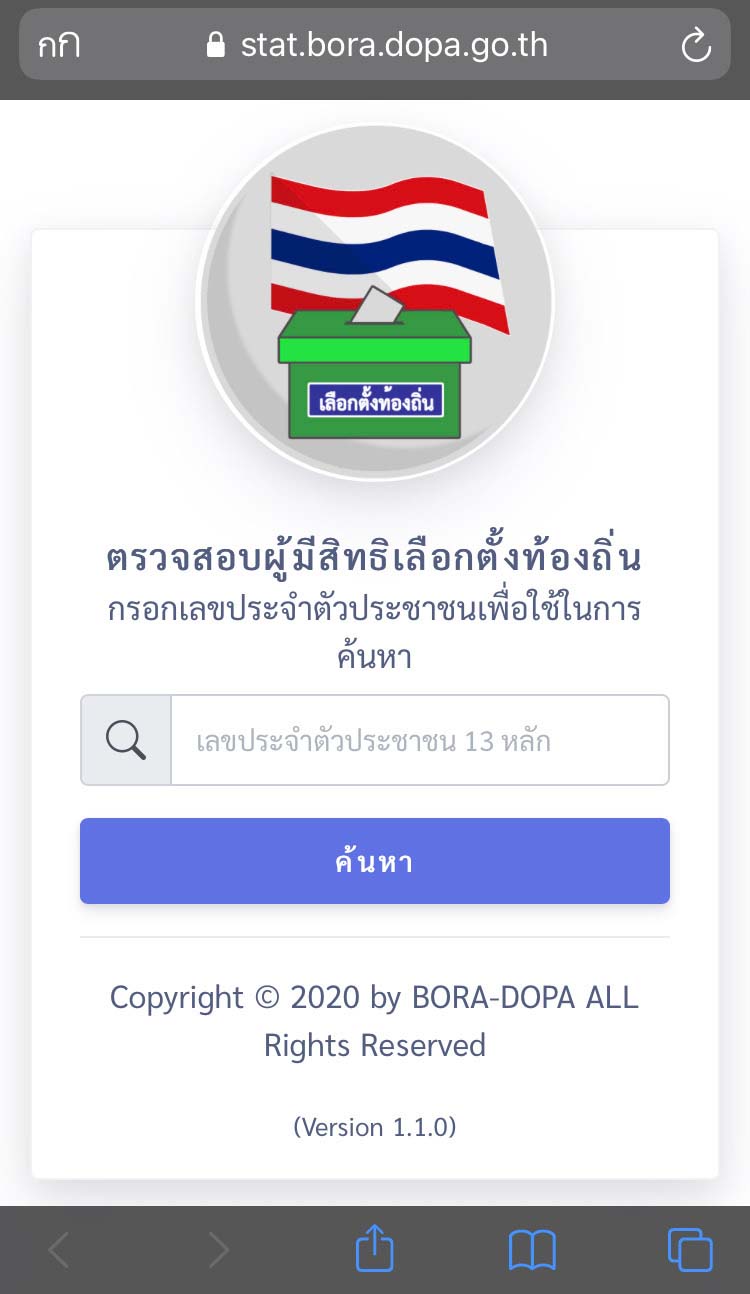 กก stat.bora.dopa.go.th
เลือกตั้งท้องถิ่น
ตรวจสอบผู้มีสิทธิเลือกตั้งท้องถิ่น
กรอกเลขประจำตัวประชาชนเพื่อใช้ในการ
ค้นหา
เลขประจำตัวประชาชน 13 หลัก
ค้นหา
Copyright © 2020 by BORA-DOPA ALL
Rights Reserved
(Version 1.1.0)